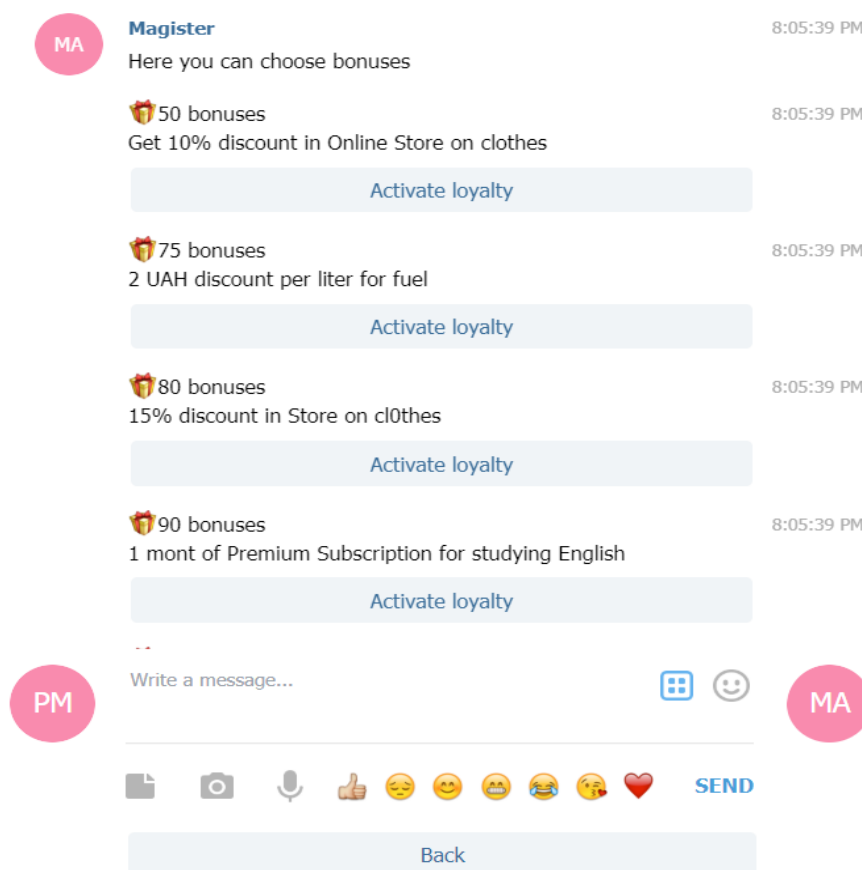 MA
Magister 8:05:39 PM
Here you can choose bonuses
50 bonuses 8:05:39 PM
Get 10% discount in Online Store on clothes
Activate loyalty
75 bonuses 8:05:39 PM
2 UAH discount per liter for fuel
Activate loyalty
80 bonuses 8:05:39 PM
15% discount in Store on cl0thes
Activate loyalty
90 bonuses 8:05:39 PM
1 mont of Premium Subscription for studying English
Activate loyalty
PM Write a message... MA
SEND
Back